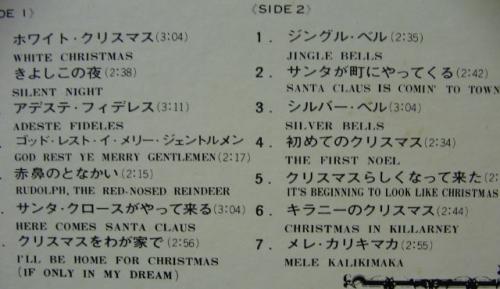 DE 1⟩
ホワイト・クリスマス(3:04)
WHITE CHRISTMAS
きよしこの夜(2:38)
SILENT NIGHT
アデステ・フィデレス(3:11)
ADESTE FIDELES
ゴッド・レスト・イ・メリー・ジェントルメン
GOD REST YE MERRY GENTLEMEN(2:17)
赤鼻のとなかい(2:15)
RUDOLPH, THE RED-NOSED REINDEER
サンタ・クロースがやって来る(3:04)
HERE COMES SANTA CLAUS
クリスマスをわが家で(2:56)
I'LL BE HOME FOR CHRISTMAS
(IF ONLY IN MY DREAM)
⟨SIDE 2⟩
1. ジングル・ベル(2:35)
JINGLE BELLS
2. サンタが町にやってくる(2:42)
SANTA CLAUS IS COMIN' TO TOWN
3. シルバー・ベル(3:04)
SILVER BELLS
4. 初めてのクリスマス(2:34)
THE FIRST NOEL
5. クリスマスらしくなって来た(2:
IT'S BEGINNING TO LOOK LIKE CHRISTMAS
6. キラニーのクリスマス(2:44)
CHRISTMAS IN KILLARNEY
7. メレ・カリキマカ(2:55)
MELE KALIKIMAKA